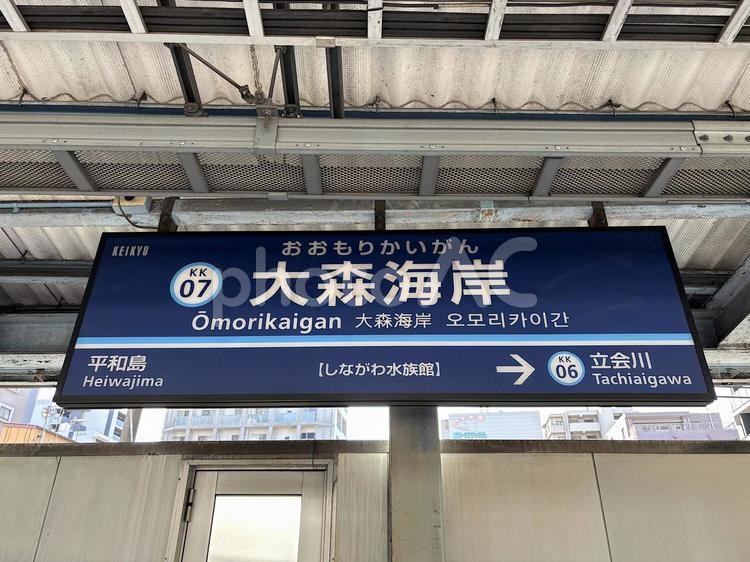 KEIKYU
おおもりかいがん
KK
07
大森海岸
Ōmorikaigan 大森海岸 오모리카이간
平和島
Heiwajima
【しながわ水族館】
→
KK
06
立会川
Tachiaigawa
photoAC